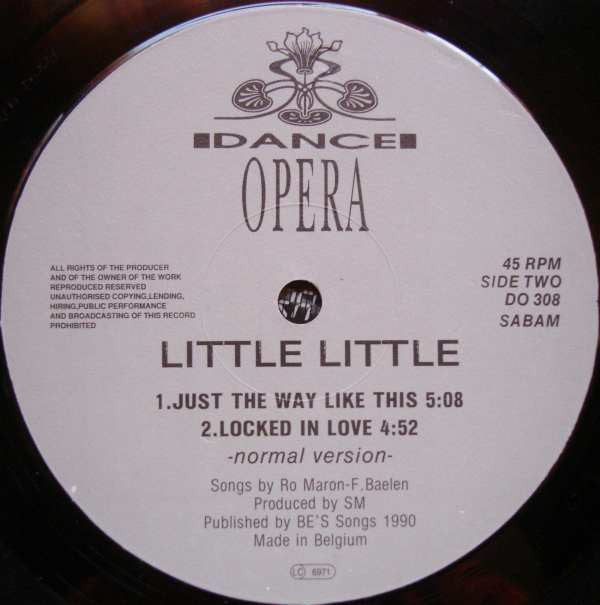 DANCE
OPERA
ALL RIGHTS OF THE PRODUCER
AND OF THE OWNER OF THE WORK
REPRODUCED RESERVED
UNAUTHORISED COPYING,LENDING,
HIRING,PUBLIC PERFORMANCE
AND BROADCASTING OF THIS RECORD
PROHIBITED
45 RPM
SIDE TWO
DO 308
SABAM
LITTLE LITTLE
1.JUST THE WAY LIKE THIS 5:08
2.LOCKED IN LOVE 4:52
-normal version-
Songs by Ro Maron-F.Baelen
Produced by SM
Published by BE'S Songs 1990
Made in Belgium
LC 6971